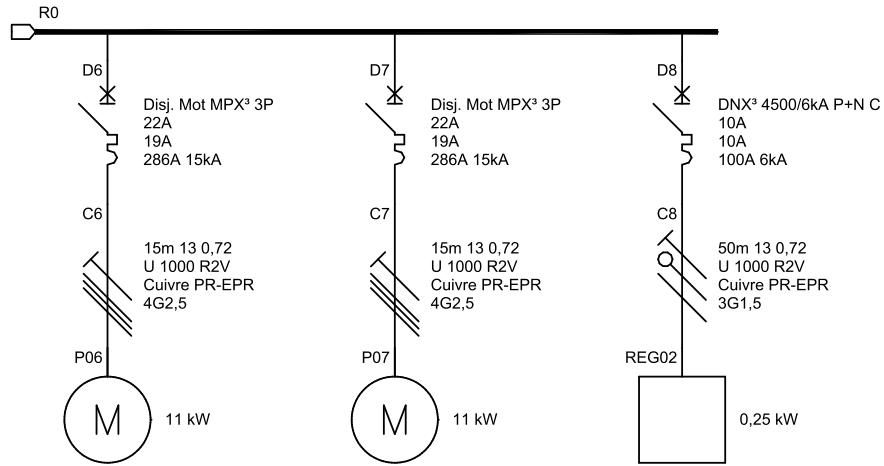 R0
D6
Disj. Mot MPX³ 3P
22A
19A
286A 15kA
C6
15m 13 0,72
U 1000 R2V
Cuivre PR-EPR
4G2,5
P06
M
11 kW
D7
Disj. Mot MPX³ 3P
22A
19A
286A 15kA
C7
15m 13 0,72
U 1000 R2V
Cuivre PR-EPR
4G2,5
P07
M
11 kW
D8
DNX³ 4500/6kA P+N C
10A
10A
100A 6kA
C8
50m 13 0,72
U 1000 R2V
Cuivre PR-EPR
3G1,5
REG02
0,25 kW